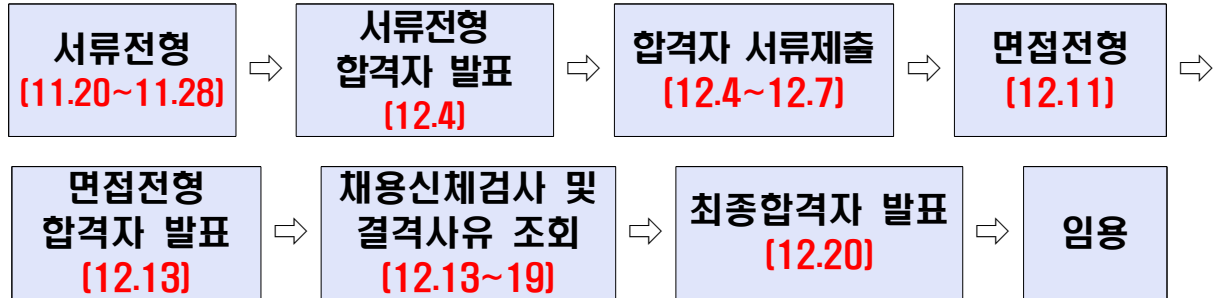 서류전형
(11.20~11.28)
서류전형
합격자 발표
(12.4)
합격자 서류제출
(12.4~12.7)
면접전형
(12.11)
면접전형
합격자 발표
(12.13)
채용신체검사 및
결격사유 조회
(12.13~19)
최종합격자 발표
(12.20)
임용